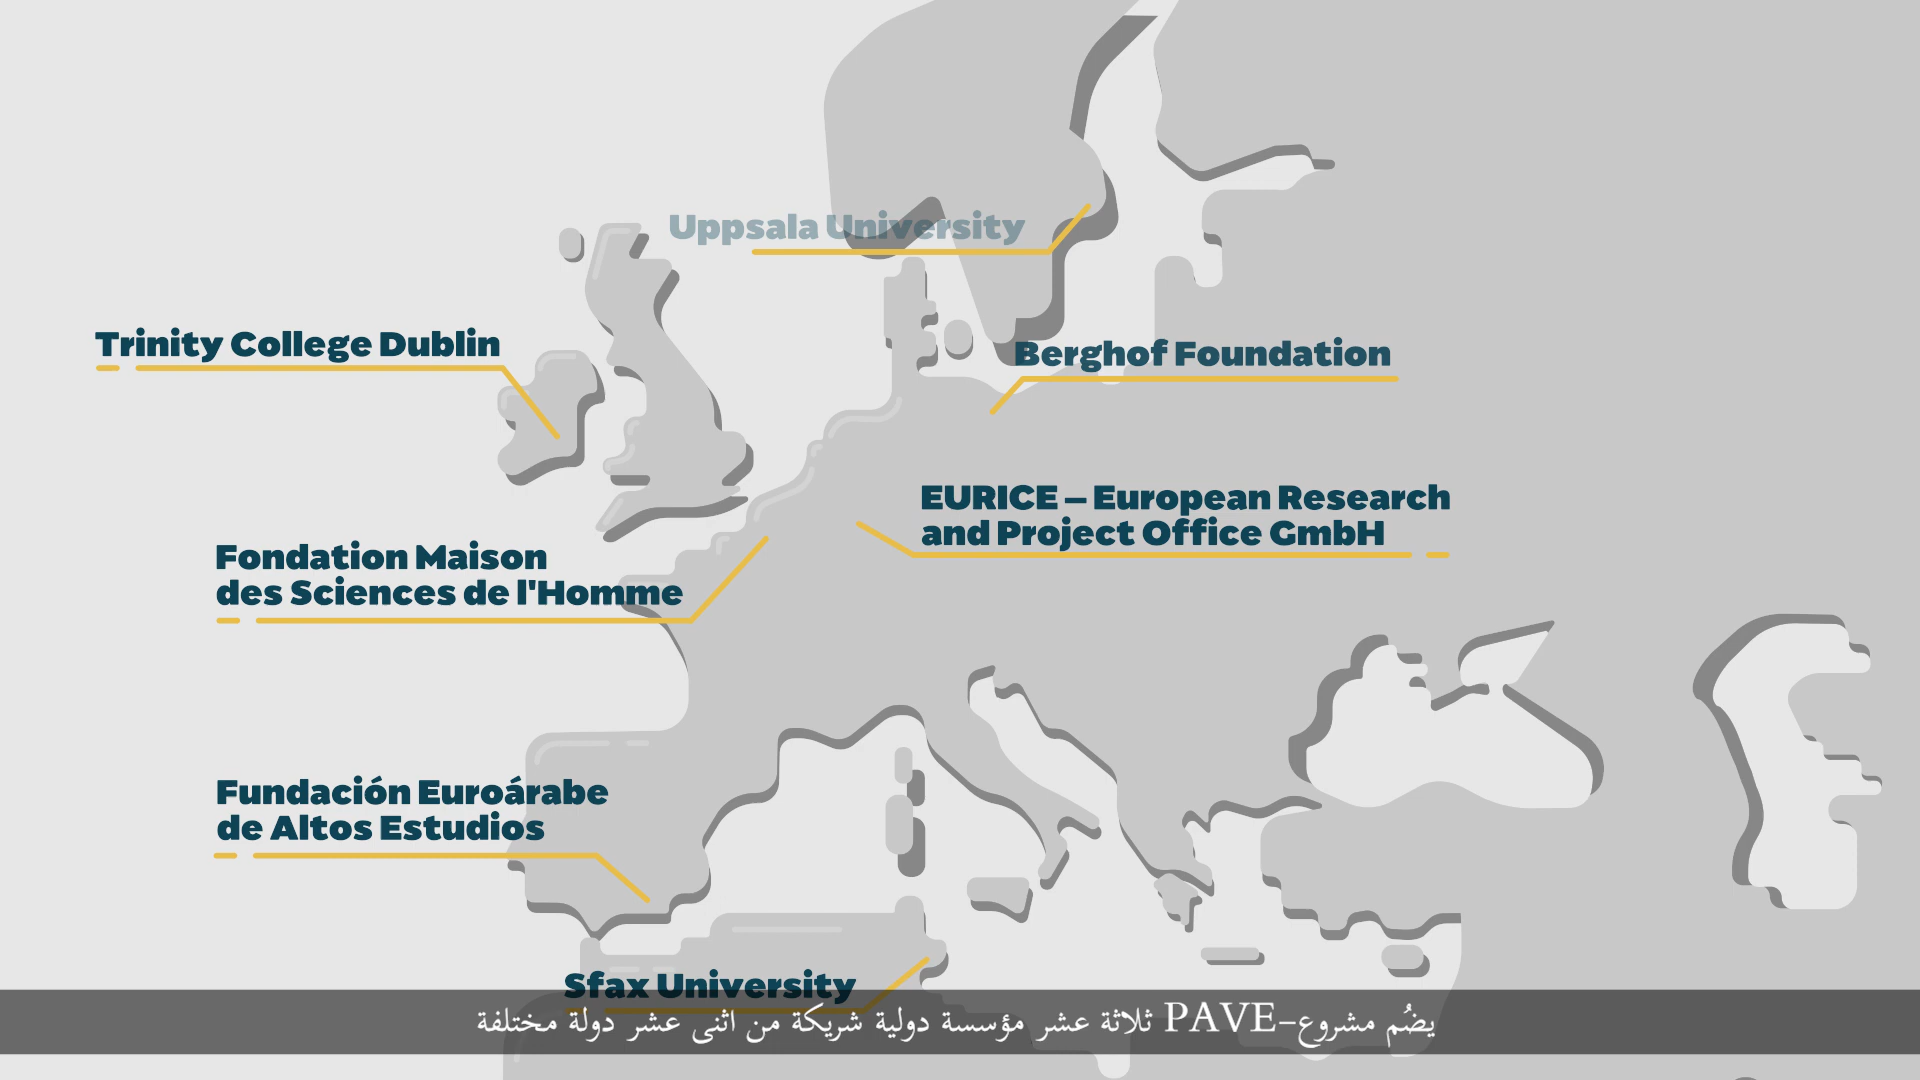 Uppsala University
Trinity College Dublin
Berghof Foundation
EURICE – European Research
and Project Office GmbH
Fondation Maison
des Sciences de l'Homme
Fundación Euroárabe
de Altos Estudios
Sfax University
يضُم مشروع-PAVE ثلاثة عشر مؤسسة دولية شريكة من اثنى عشر دولة مختلفة